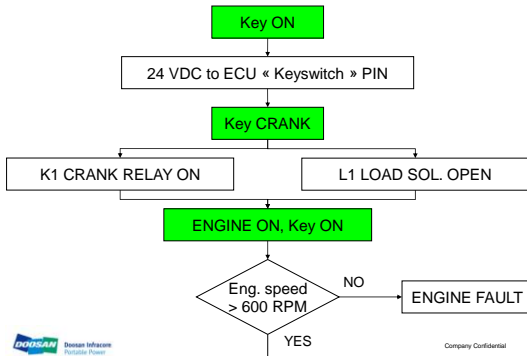 Key ON
24 VDC to ECU « Keyswitch » PIN
Key CRANK
K1 CRANK RELAY ON
L1 LOAD SOL. OPEN
ENGINE ON, Key ON
Eng. speed
> 600 RPM
NO
ENGINE FAULT
YES
DOOSAN
Doosan Infracore
Portable Power
Company Confidential